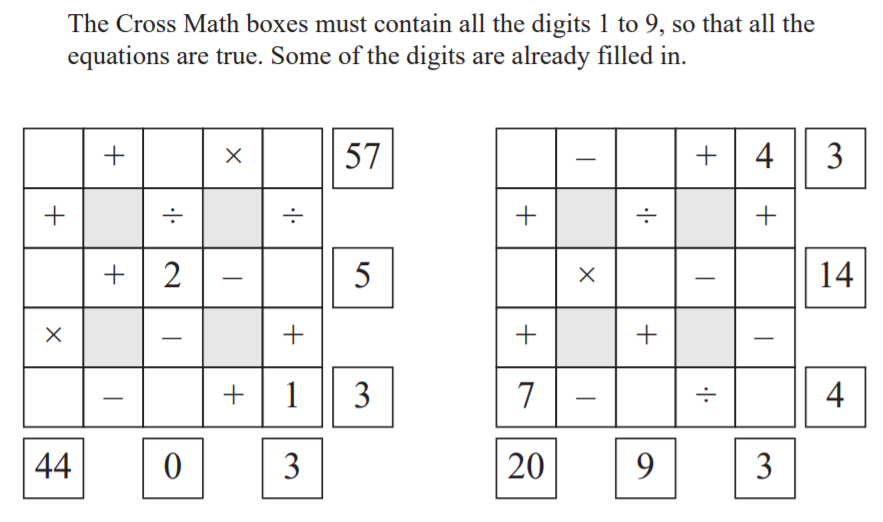 The Cross Math boxes must contain all the digits 1 to 9, so that all the
equations are true. Some of the digits are already filled in.
+ × 57
+ ÷ ÷
+ 2 − 5
× − +
− + 1 3
44 0 3
− + 4 3
+ ÷ +
× − 14
+ + −
7 − ÷ 4
20 9 3